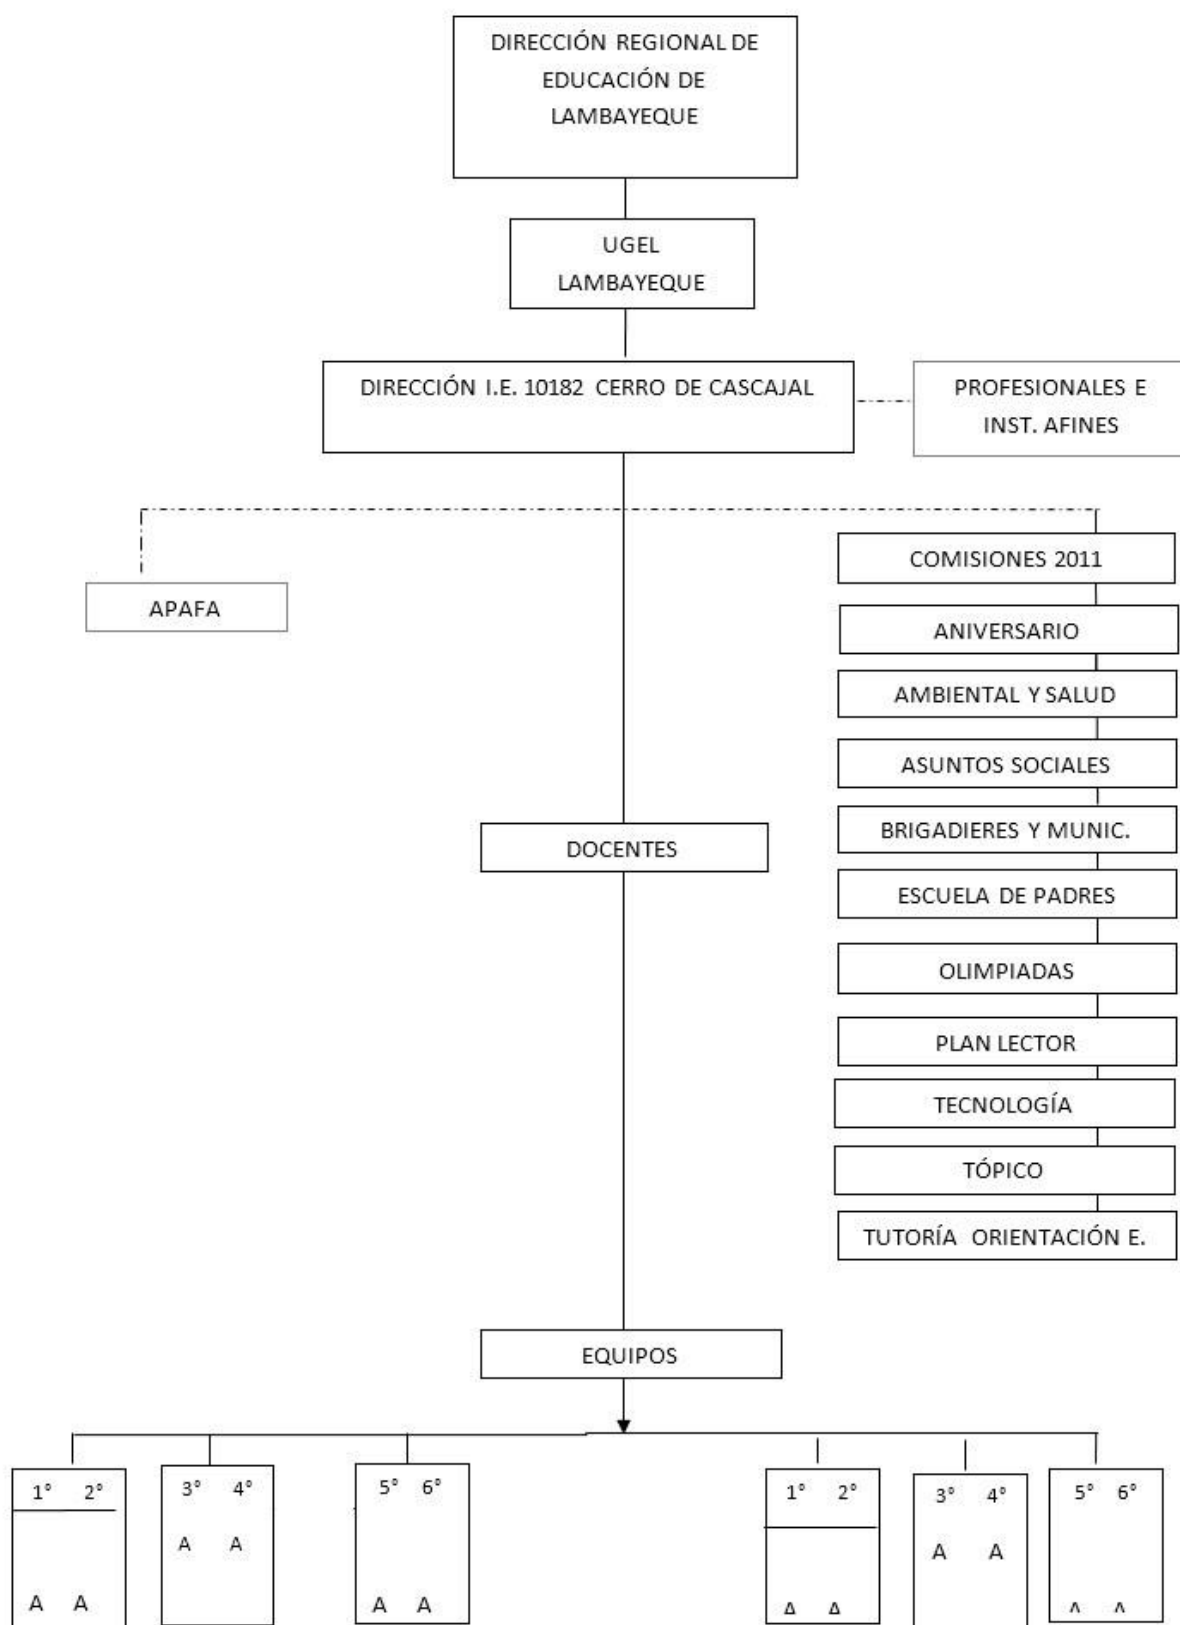 DIRECCIÓN REGIONAL DE
EDUCACIÓN DE
LAMBAYEQUE
UGEL
LAMBAYEQUE
DIRECCIÓN I.E. 10182 CERRO DE CASCAJAL
PROFESIONALES E
INST. AFINES
APAFA
COMISIONES 2011
ANIVERSARIO
AMBIENTAL Y SALUD
ASUNTOS SOCIALES
BRIGADIERES Y MUNIC.
ESCUELA DE PADRES
OLIMPIADAS
PLAN LECTOR
TECNOLOGÍA
TÓPICO
TUTORÍA ORIENTACIÓN E.
DOCENTES
EQUIPOS
1° 2°
A A
3° 4°
A A
5° 6°
A A
1° 2°
A A
3° 4°
A A
5° 6°